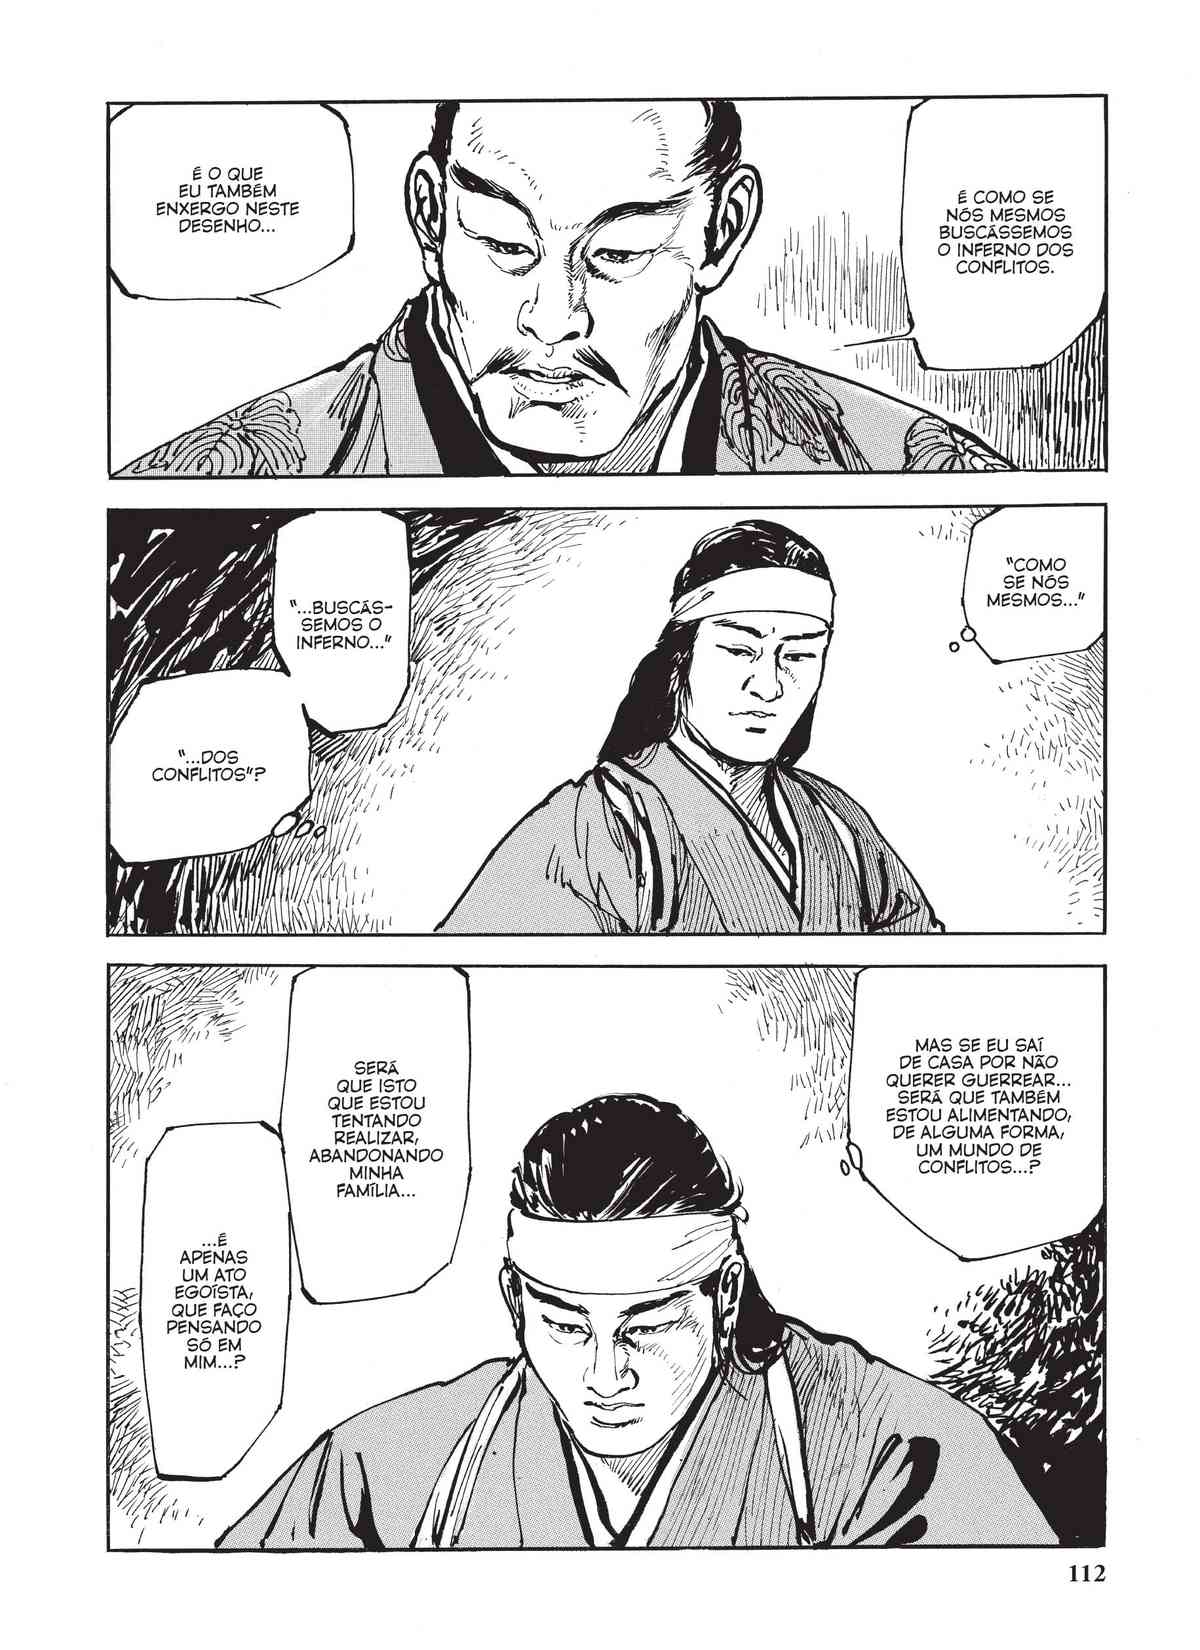 É COMO SE
NÓS MESMOS
BUSCÁSSEMOS
O INFERNO DOS
CONFLITOS.
É O QUE
EU TAMBÉM
ENXERGO NESTE
DESENHO...
"COMO
SE NÓS
MESMOS..."
"...BUSCÁS-
SEMOS O
INFERNO..."
"...DOS
CONFLITOS"?
MAS SE EU SAÍ
DE CASA POR NÃO
QUERER GUERREAR...
SERÁ QUE TAMBÉM
ESTOU ALIMENTANDO,
DE ALGUMA FORMA,
UM MUNDO DE
CONFLITOS...?
SERÁ
QUE ISTO
QUE ESTOU
TENTANDO
REALIZAR,
ABANDONANDO
MINHA
FAMÍLIA...
...É
APENAS
UM ATO
EGOÍSTA,
QUE FAÇO
PENSANDO
SÓ EM
MIM...?
112